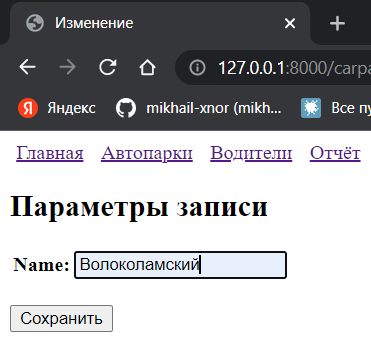 Изменение
127.0.0.1:8000/carpa
Яндекс mikhail-xnor (mikh... Все пу
Главная Автопарки Водители Отчёт
Параметры записи
Name: Волоколамский
Сохранить